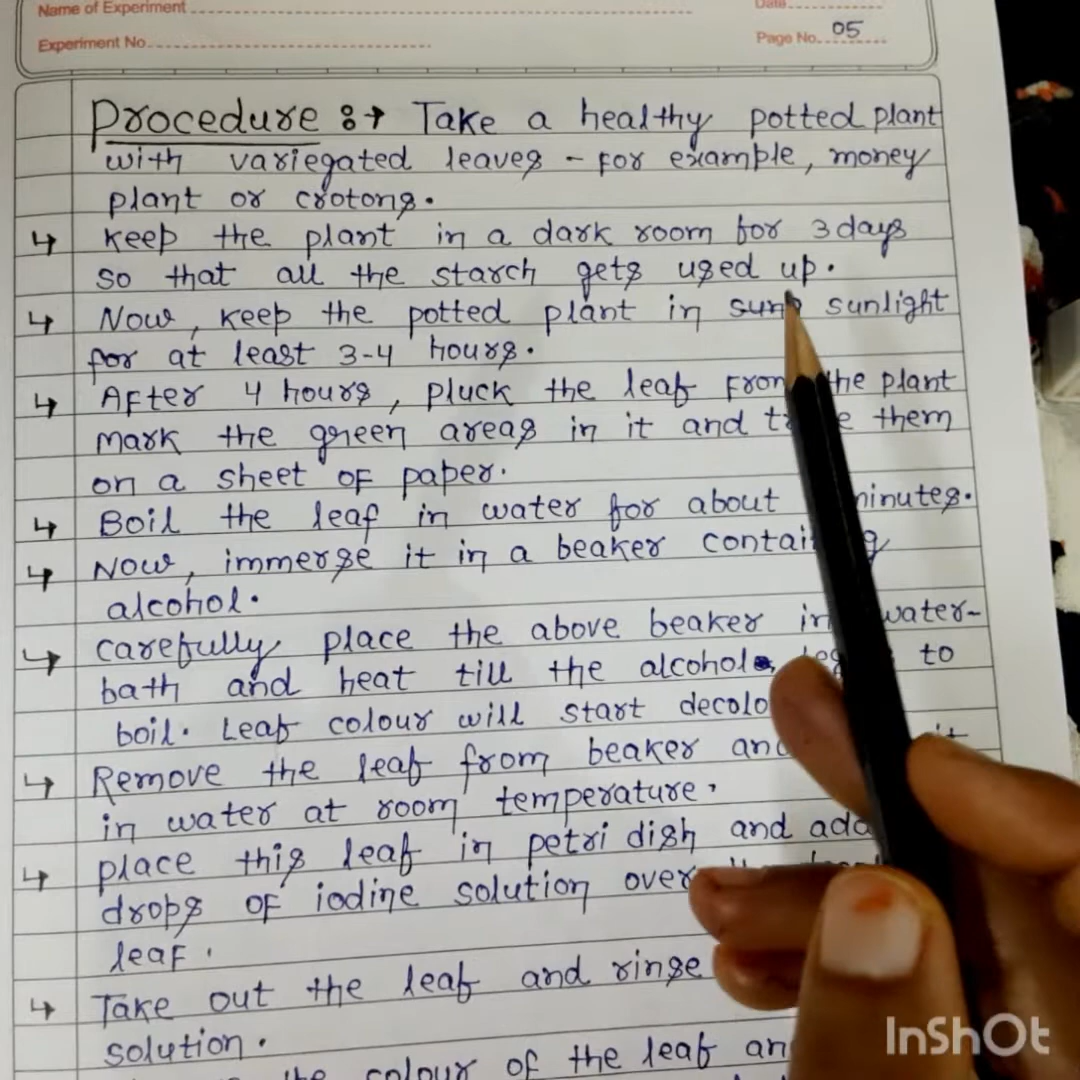 Name of Experiment
Date
Experiment No.
Page No. 05
Procedure :→ Take a healthy potted plant
with variegated leaves - for example, money
plant or crotons.
↳ Keep the plant in a dark room for 3 days
so that all the starch gets used up.
↳ Now, keep the potted plant in sunlight
for at least 3-4 hours.
↳ After 4 hours, pluck the leaf from the plant
mark the green areas in it and them
on a sheet of paper.
↳ Boil the leaf in water for about minutes.
↳ Now, immerse it in a beaker containing
alcohol.
↳ Carefully place the above beaker in water-
bath and heat till the alcohol to
boil. Leaf colour will start
↳ Remove the leaf from beaker and it
in water at room temperature.
↳ place this leaf in petri dish and add
drops of iodine solution over
leaf.
↳ Take out the leaf and rinse
solution.
the colour of the leaf
InShOt